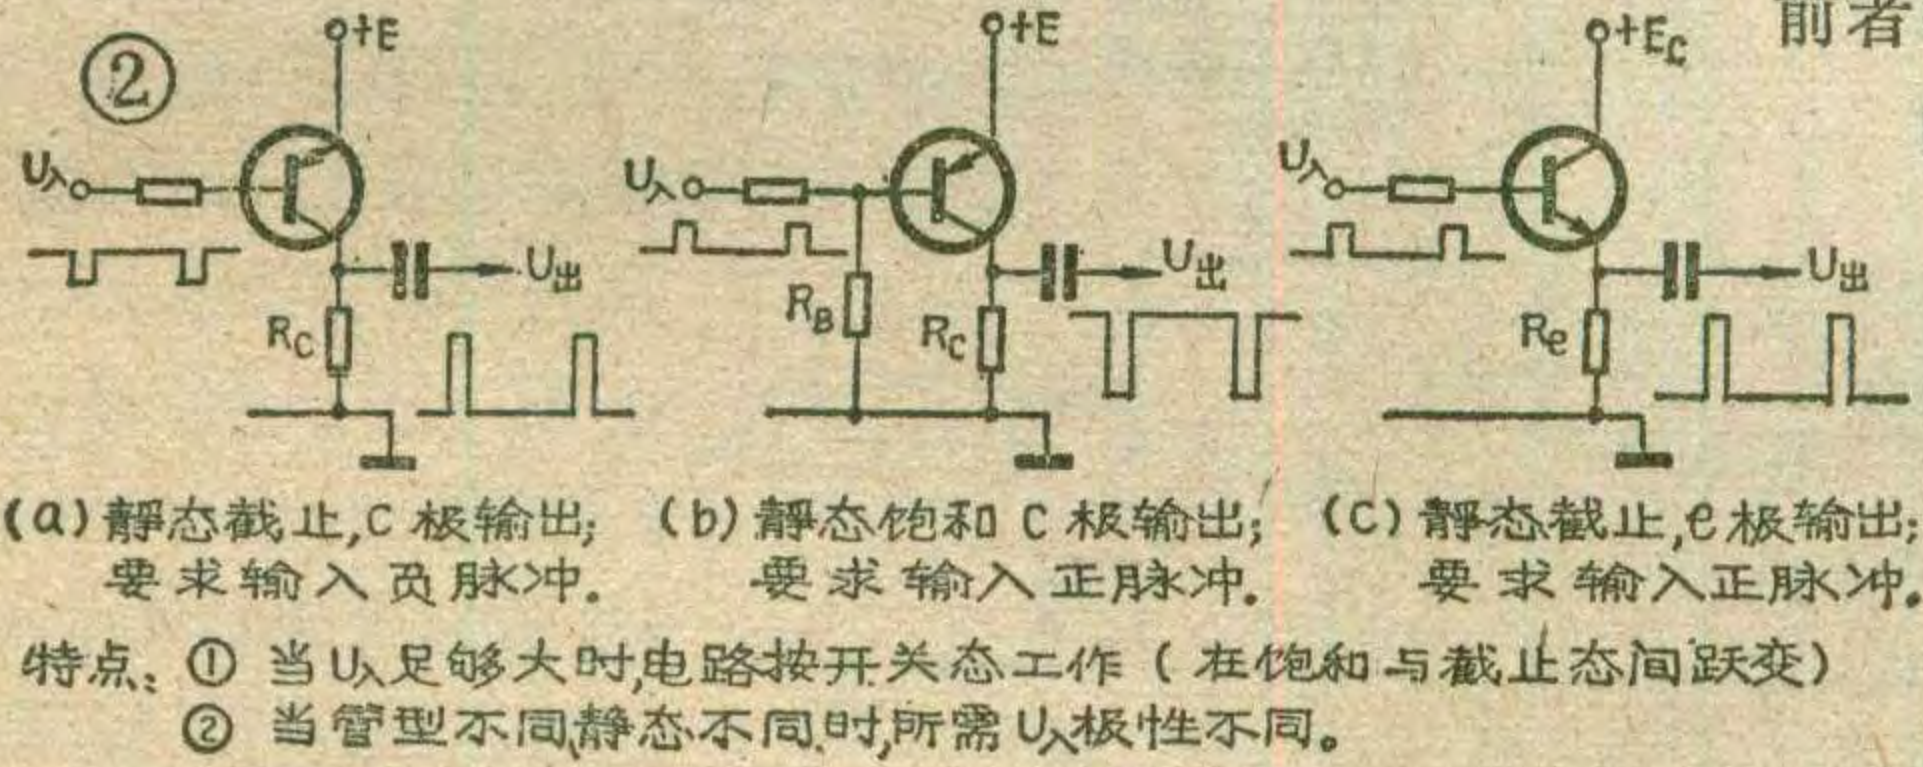 前者
②
+E
+E
+Ec
U入
U入
U入
U出
U出
U出
Rc
RB
Rc
Re
(a)静态截止,C极输出;
要求输入负脉冲.
(b)静态饱和C极输出;
要求输入正脉冲.
(C)静态截止,e极输出;
要求输入正脉冲.
特点:①当U入足够大时,电路按开关态工作(在饱和与截止态间跃变)
②当管型不同,静态不同时,所需U入极性不同。